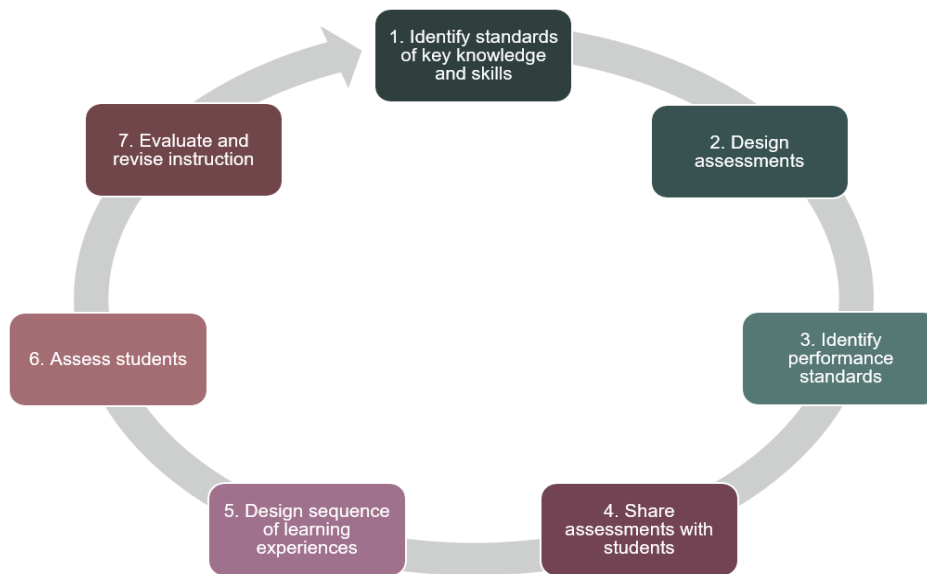 1. Identify standards
of key knowledge
and skills
2. Design
assessments
3. Identify
performance
standards
4. Share
assessments with
students
5. Design sequence
of learning
experiences
6. Assess students
7. Evaluate and
revise instruction